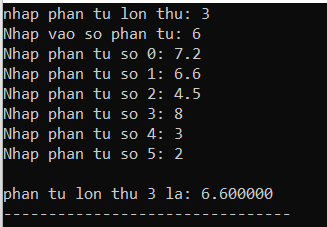 nhap phan tu lon thu: 3
Nhap vao so phan tu: 6
Nhap phan tu so 0: 7.2
Nhap phan tu so 1: 6.6
Nhap phan tu so 2: 4.5
Nhap phan tu so 3: 8
Nhap phan tu so 4: 3
Nhap phan tu so 5: 2
phan tu lon thu 3 la: 6.600000
--------------------------------